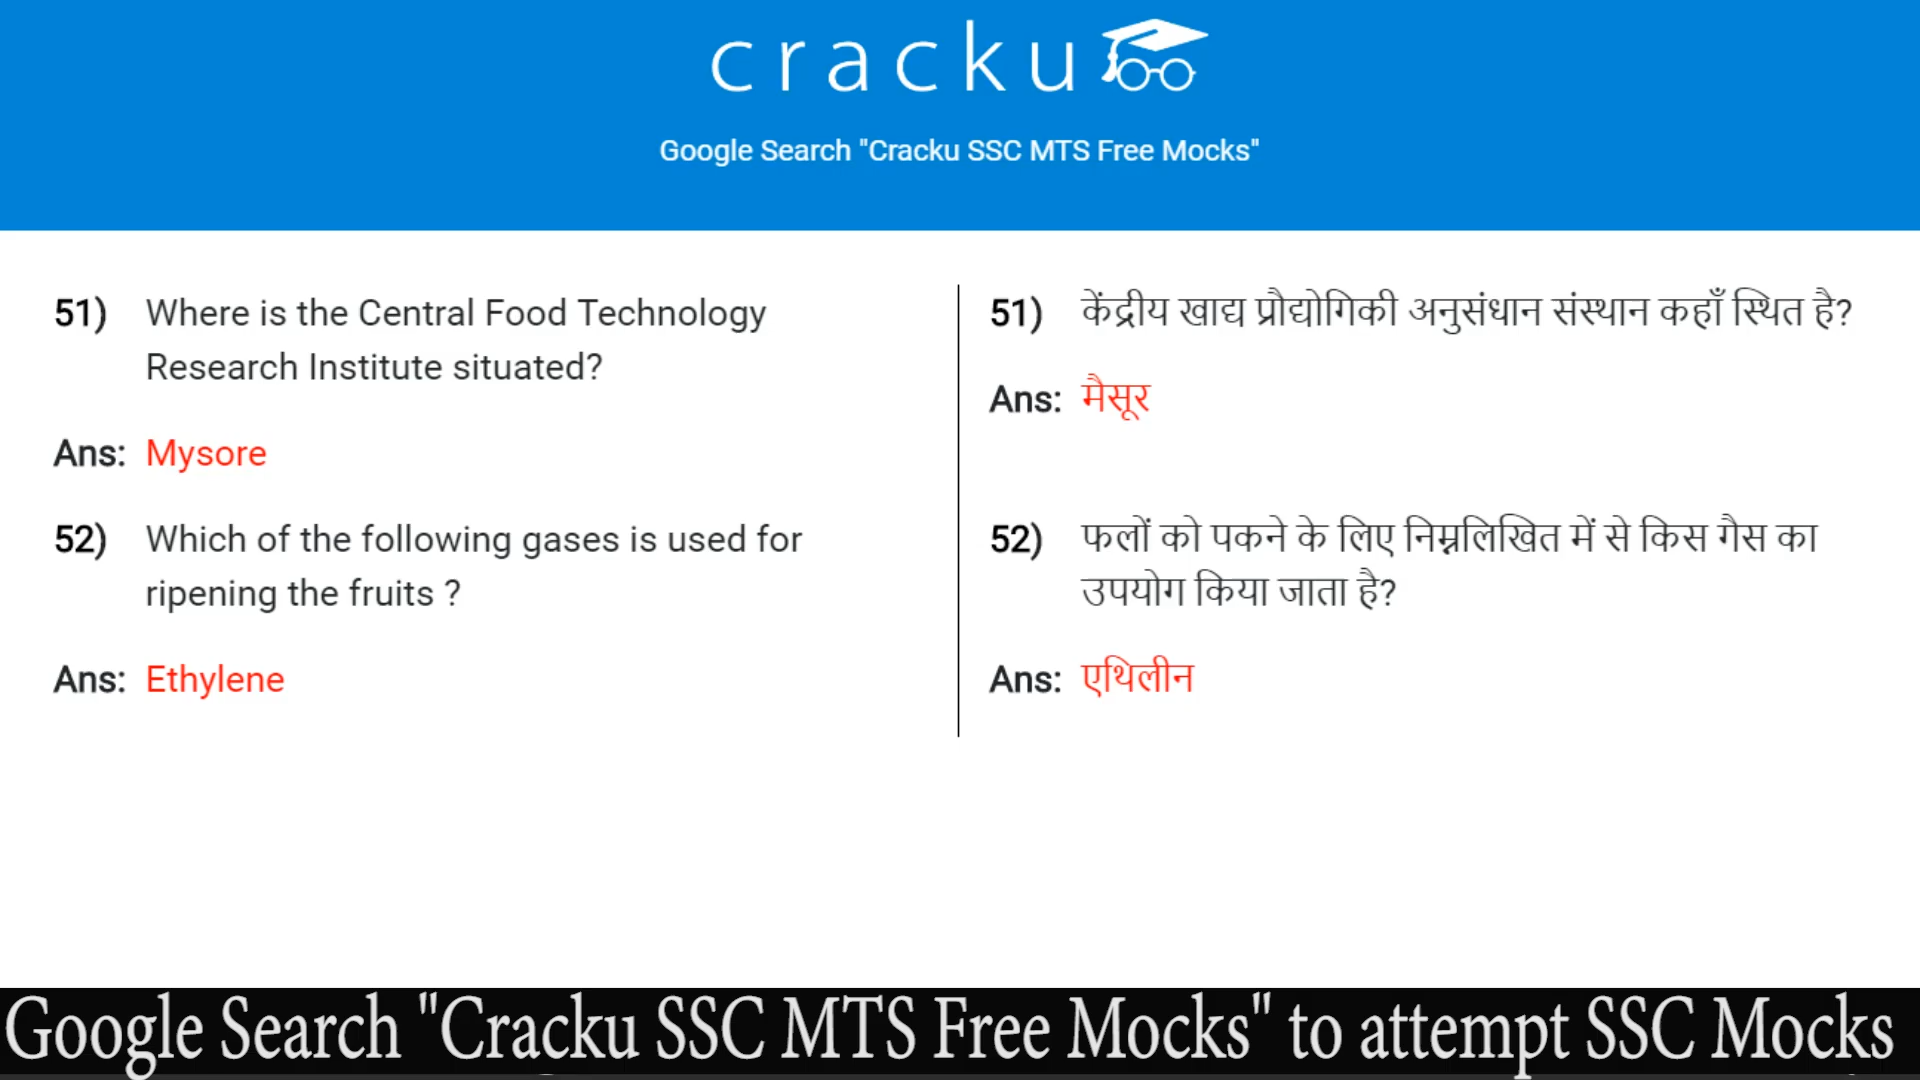 cracku
Google Search "Cracku SSC MTS Free Mocks"
51) Where is the Central Food Technology
Research Institute situated?
Ans: Mysore
52) Which of the following gases is used for
ripening the fruits ?
Ans: Ethylene
51) केंद्रीय खाद्य प्रौद्योगिकी अनुसंधान संस्थान कहाँ स्थित है?
Ans: मैसूर
52) फलों को पकने के लिए निम्नलिखित में से किस गैस का
उपयोग किया जाता है?
Ans: एथिलीन
Google Search "Cracku SSC MTS Free Mocks" to attempt SSC Mocks